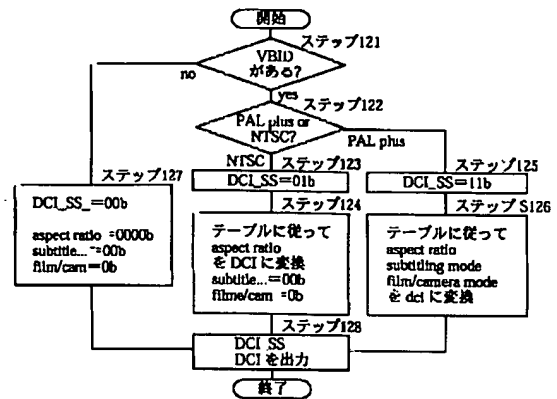 開始
ステップ121
VBID
がある?
no
yes
ステップ122
PAL plus or
NTSC?
PAL plus
NTSC
ステップ123
DCI_SS=01b
ステップ125
DCI_SS=11b
ステップ127
DCI_SS_=00b
aspect ratio =0000b
subtitle...=00b
film/cam=0b
ステップ124
テーブルに従って
aspect ratio
を DCI に変換
subtitle...=00b
filme/cam =0b
ステップ S126
テーブルに従って
aspect ratio
subtitling mode
film/camera mode
を dci に変換
ステップ128
DCI_SS
DCI を出力
終了